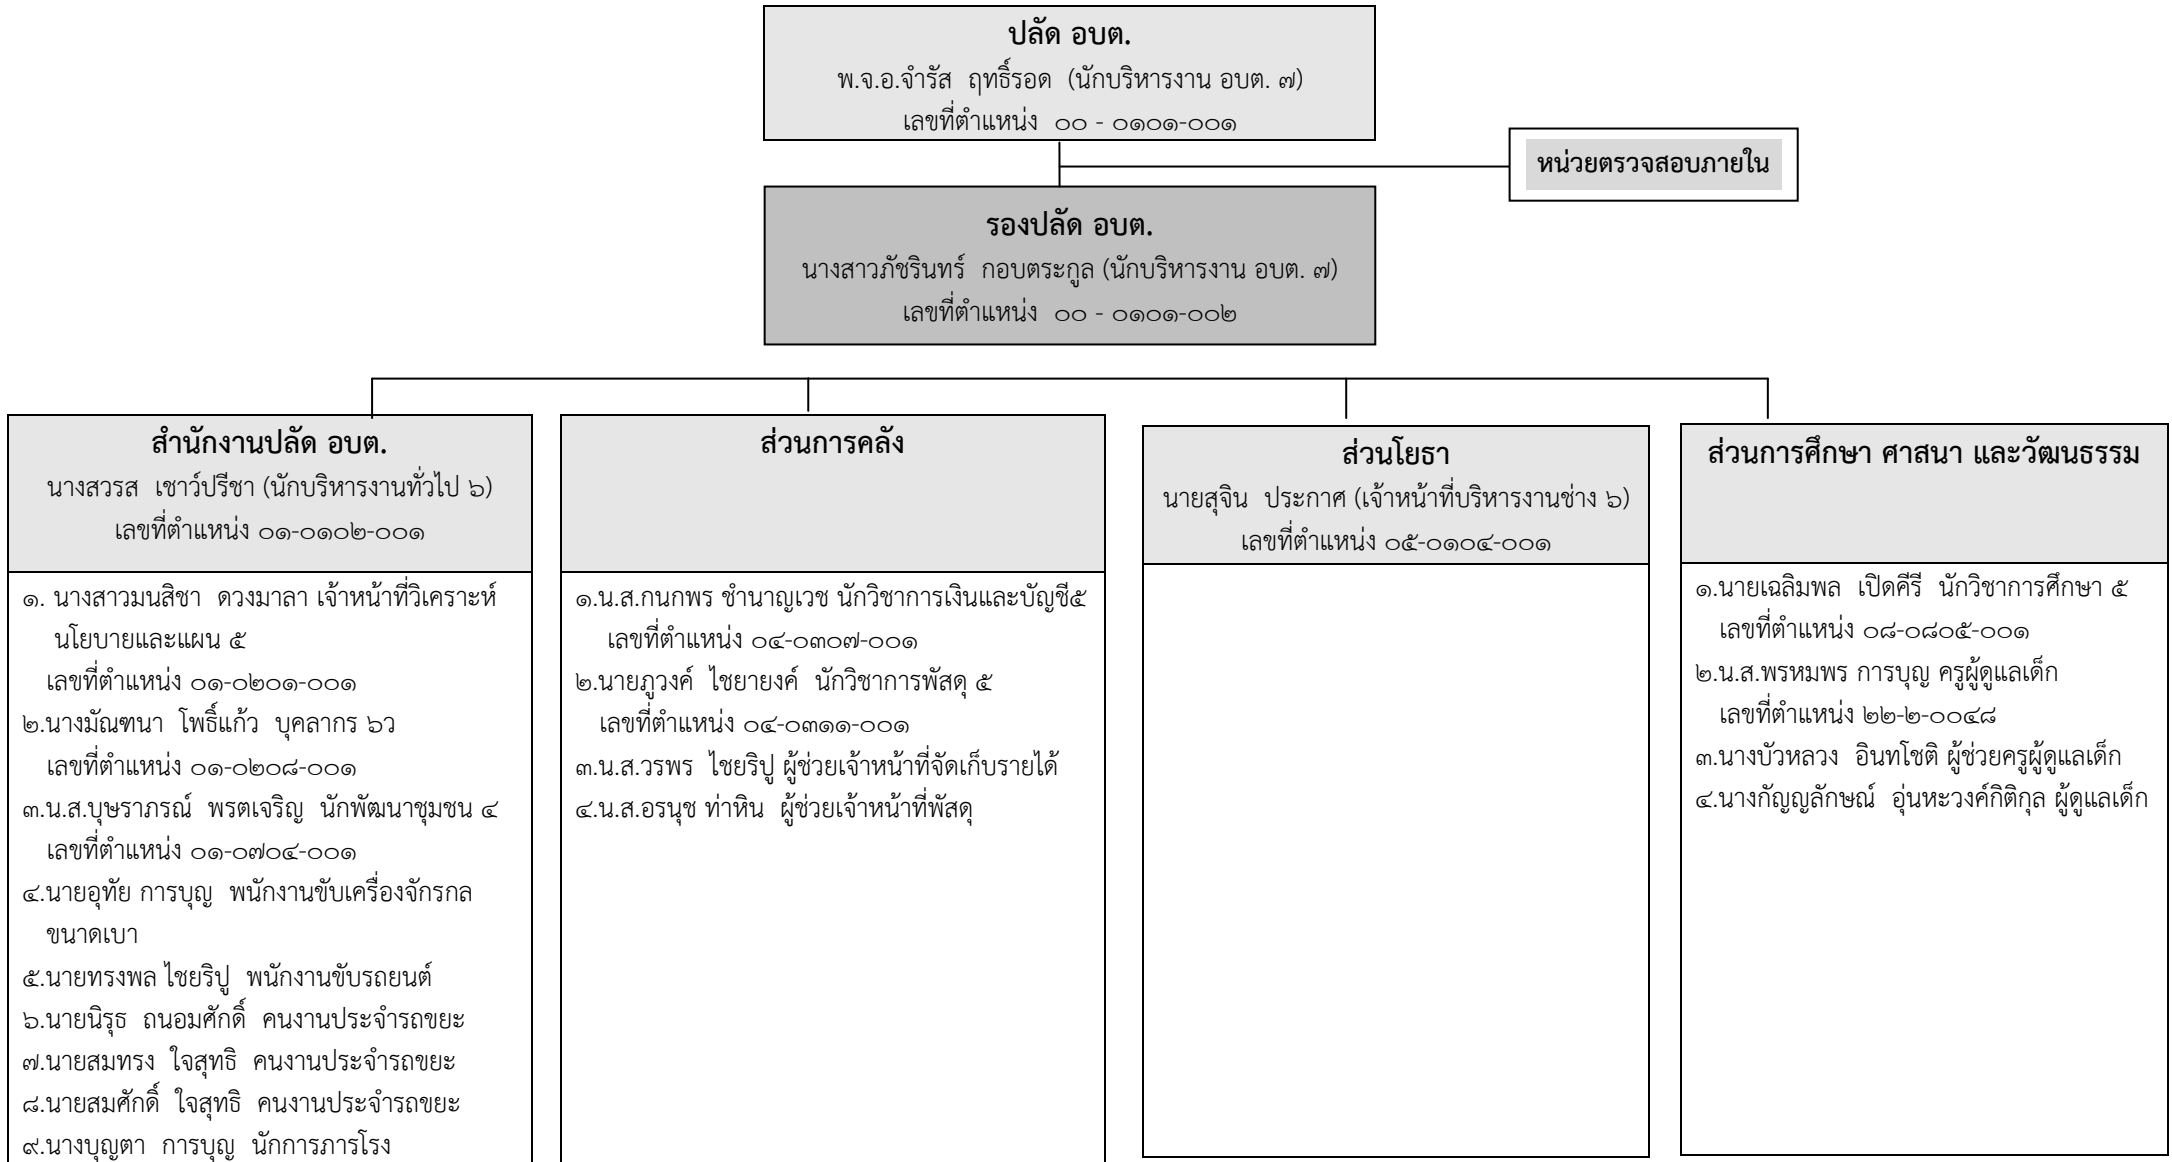 ปลัด อบต.
พ.จ.อ.จำรัส  ฤทธิ์รอด  (นักบริหารงาน อบต. ๗)
เลขที่ตำแหน่ง  ๐๐ - ๐๑๐๑-๐๐๑
หน่วยตรวจสอบภายใน
รองปลัด อบต.
นางสาวภัชรินทร์  กอบตระกูล (นักบริหารงาน อบต. ๗)
เลขที่ตำแหน่ง  ๐๐ - ๐๑๐๑-๐๐๒
สำนักงานปลัด อบต.
นางสวรส  เชาว์ปรีชา (นักบริหารงานทั่วไป ๖)
เลขที่ตำแหน่ง ๐๑-๐๑๐๒-๐๐๑
๑. นางสาวมนสิชา  ดวงมาลา เจ้าหน้าที่วิเคราะห์
นโยบายและแผน ๕
เลขที่ตำแหน่ง ๐๑-๐๒๐๑-๐๐๑
๒.นางมัณฑนา  โพธิ์แก้ว  บุคลากร ๖ว
เลขที่ตำแหน่ง ๐๑-๐๒๐๘-๐๐๑
๓.น.ส.บุษราภรณ์  พรตเจริญ  นักพัฒนาชุมชน ๔
เลขที่ตำแหน่ง ๐๑-๐๗๐๔-๐๐๑
๔.นายอุทัย การบุญ  พนักงานขับเครื่องจักรกล
ขนาดเบา
๕.นายทรงพล ไชยริปู  พนักงานขับรถยนต์
๖.นายนิรุธ  ถนอมศักดิ์  คนงานประจำรถขยะ
๗.นายสมทรง  ใจสุทธิ  คนงานประจำรถขยะ
๘.นายสมศักดิ์  ใจสุทธิ  คนงานประจำรถขยะ
๙.นางบุญตา  การบุญ  นักการภารโรง
ส่วนการคลัง
๑.น.ส.กนกพร ชำนาญเวช นักวิชาการเงินและบัญชี๕
เลขที่ตำแหน่ง ๐๔-๐๓๐๗-๐๐๑
๒.นายภูวงค์  ไชยายงค์  นักวิชาการพัสดุ ๕
เลขที่ตำแหน่ง ๐๔-๐๓๑๑-๐๐๑
๓.น.ส.วรพร  ไชยริปู ผู้ช่วยเจ้าหน้าที่จัดเก็บรายได้
๔.น.ส.อรนุช ท่าหิน  ผู้ช่วยเจ้าหน้าที่พัสดุ
ส่วนโยธา
นายสุจิน  ประกาศ (เจ้าหน้าที่บริหารงานช่าง ๖)
เลขที่ตำแหน่ง ๐๕-๐๑๐๔-๐๐๑
ส่วนการศึกษา ศาสนา และวัฒนธรรม
๑.นายเฉลิมพล  เปิดคีรี  นักวิชาการศึกษา ๕
เลขที่ตำแหน่ง ๐๘-๐๘๐๕-๐๐๑
๒.น.ส.พรหมพร การบุญ ครูผู้ดูแลเด็ก
เลขที่ตำแหน่ง ๒๒-๒-๐๐๔๘
๓.นางบัวหลวง  อินทโชติ ผู้ช่วยครูผู้ดูแลเด็ก
๔.นางกัญญลักษณ์  อุ่นหะวงค์กิติกุล ผู้ดูแลเด็ก